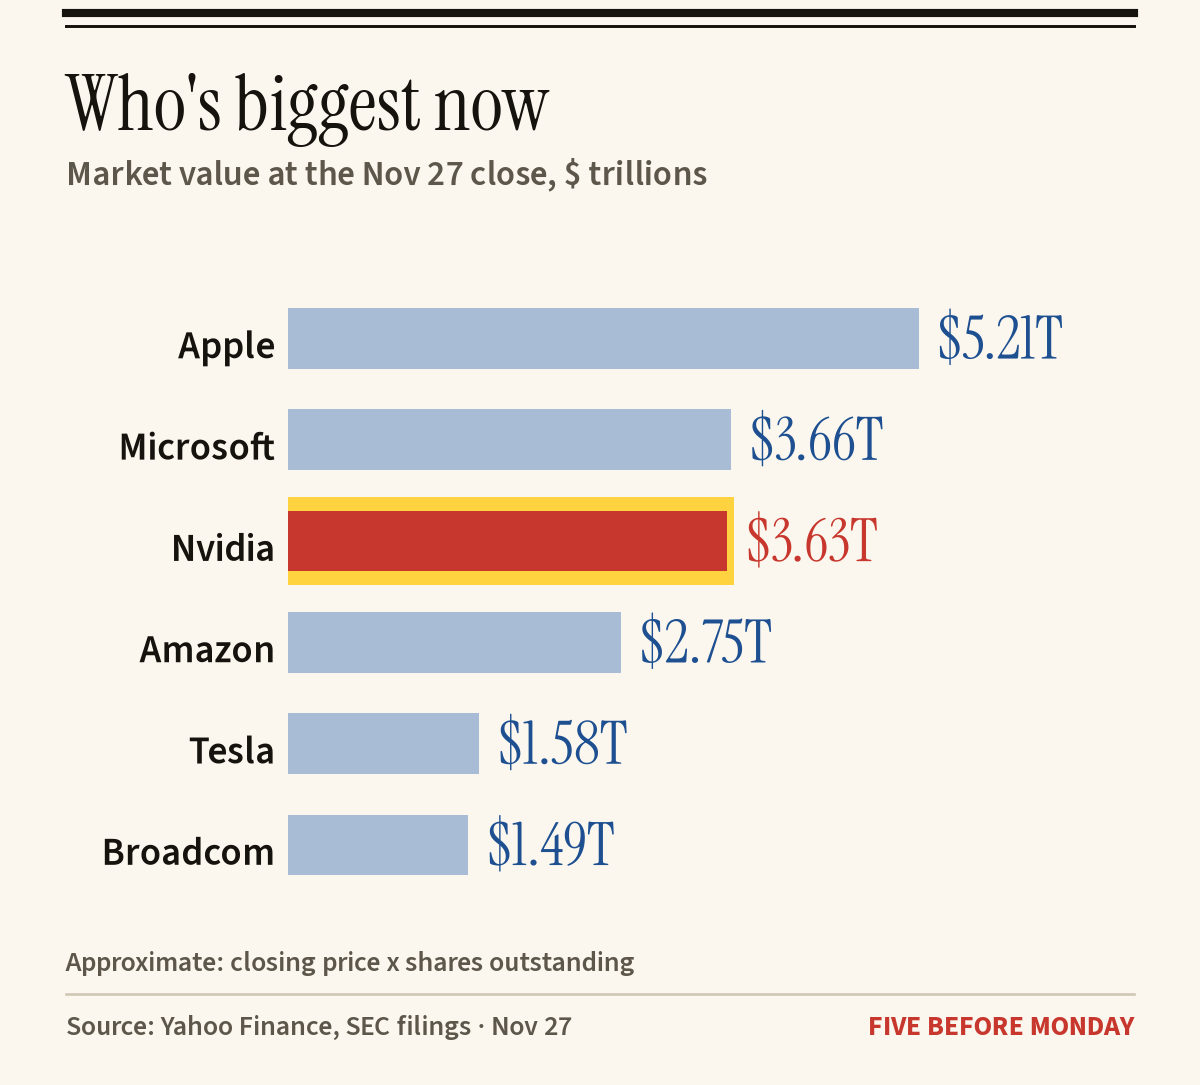 Who's biggest now
Market value at the Nov 27 close, $ trillions
Apple $5.21T
Microsoft $3.66T
Nvidia $3.63T
Amazon $2.75T
Tesla $1.58T
Broadcom $1.49T
Approximate: closing price x shares outstanding
Source: Yahoo Finance, SEC filings · Nov 27 FIVE BEFORE MONDAY